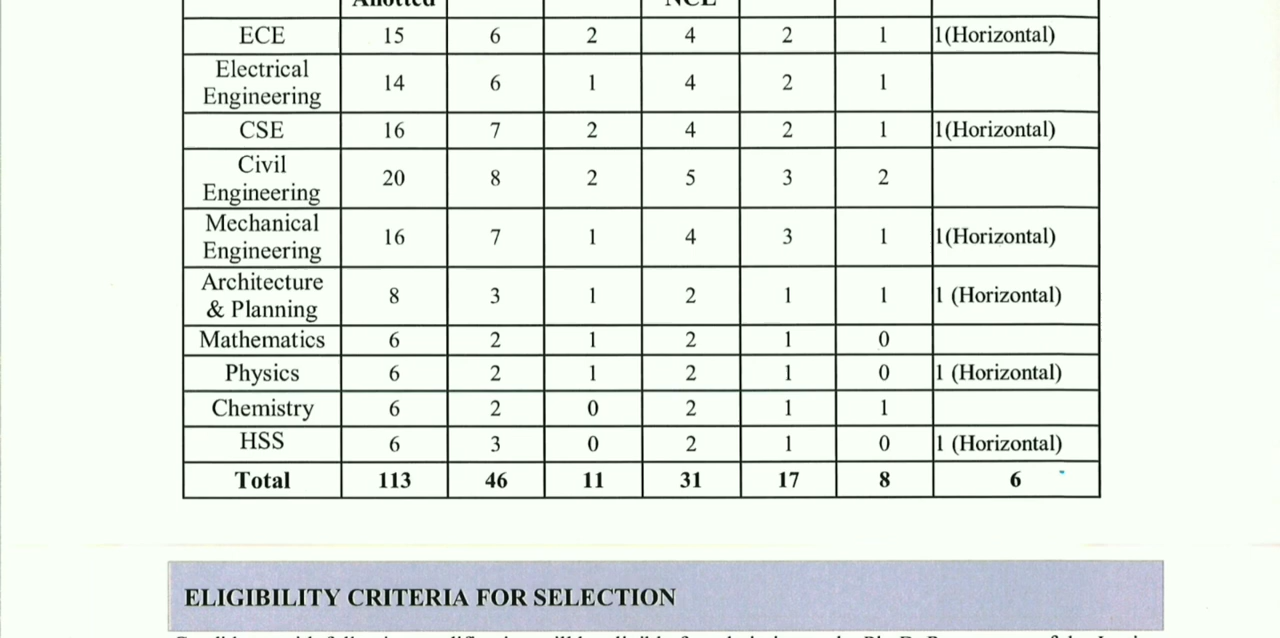 Allotted NCL
ECE 15 6 2 4 2 1 1(Horizontal)
Electrical
Engineering 14 6 1 4 2 1
CSE 16 7 2 4 2 1 1(Horizontal)
Civil
Engineering 20 8 2 5 3 2
Mechanical
Engineering 16 7 1 4 3 1 1(Horizontal)
Architecture
& Planning 8 3 1 2 1 1 1 (Horizontal)
Mathematics 6 2 1 2 1 0
Physics 6 2 1 2 1 0 1 (Horizontal)
Chemistry 6 2 0 2 1 1
HSS 6 3 0 2 1 0 1 (Horizontal)
Total 113 46 11 31 17 8 6
ELIGIBILITY CRITERIA FOR SELECTION